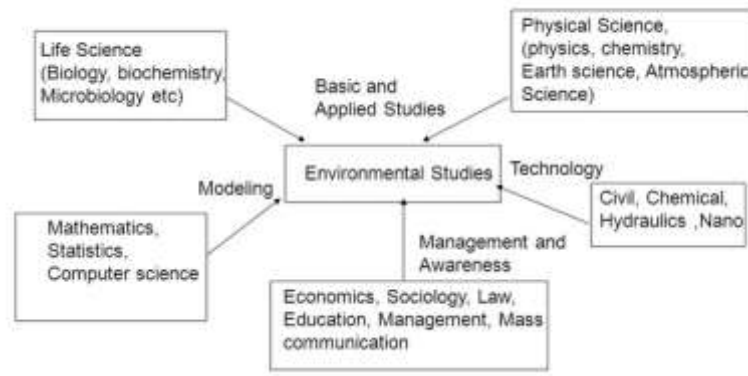 Life Science
(Biology, biochemistry,
Microbiology etc)
Physical Science,
(physics, chemistry,
Earth science, Atmospheric
Science)
Basic and
Applied Studies
Environmental Studies
Technology
Modeling
Civil, Chemical,
Hydraulics ,Nano
Mathematics,
Statistics,
Computer science
Management and
Awareness
Economics, Sociology, Law,
Education, Management, Mass
communication